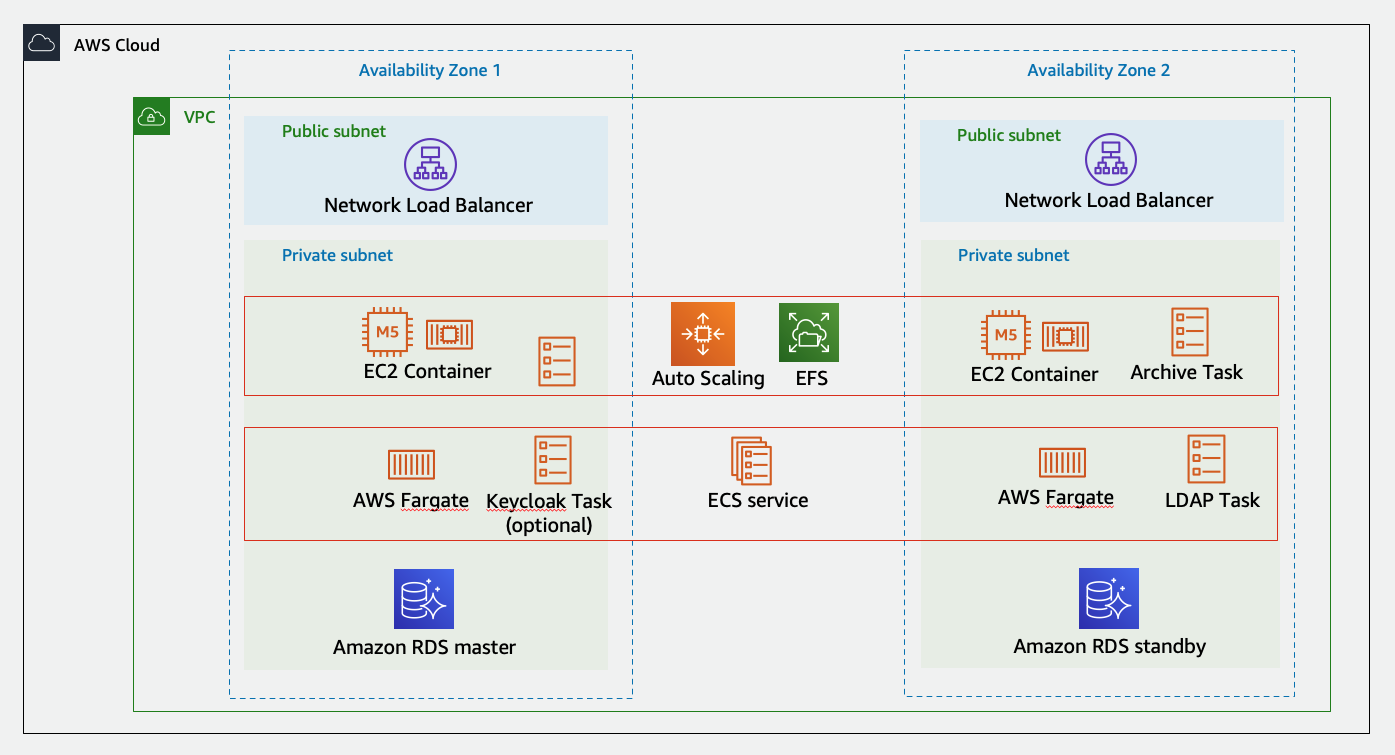 AWS Cloud
Availability Zone 1
Availability Zone 2
VPC
Public subnet
Network Load Balancer
Public subnet
Network Load Balancer
Private subnet
Private subnet
M5
EC2 Container
Auto Scaling
EFS
M5
EC2 Container
Archive Task
AWS Fargate
Keycloak Task
(optional)
ECS service
AWS Fargate
LDAP Task
Amazon RDS master
Amazon RDS standby